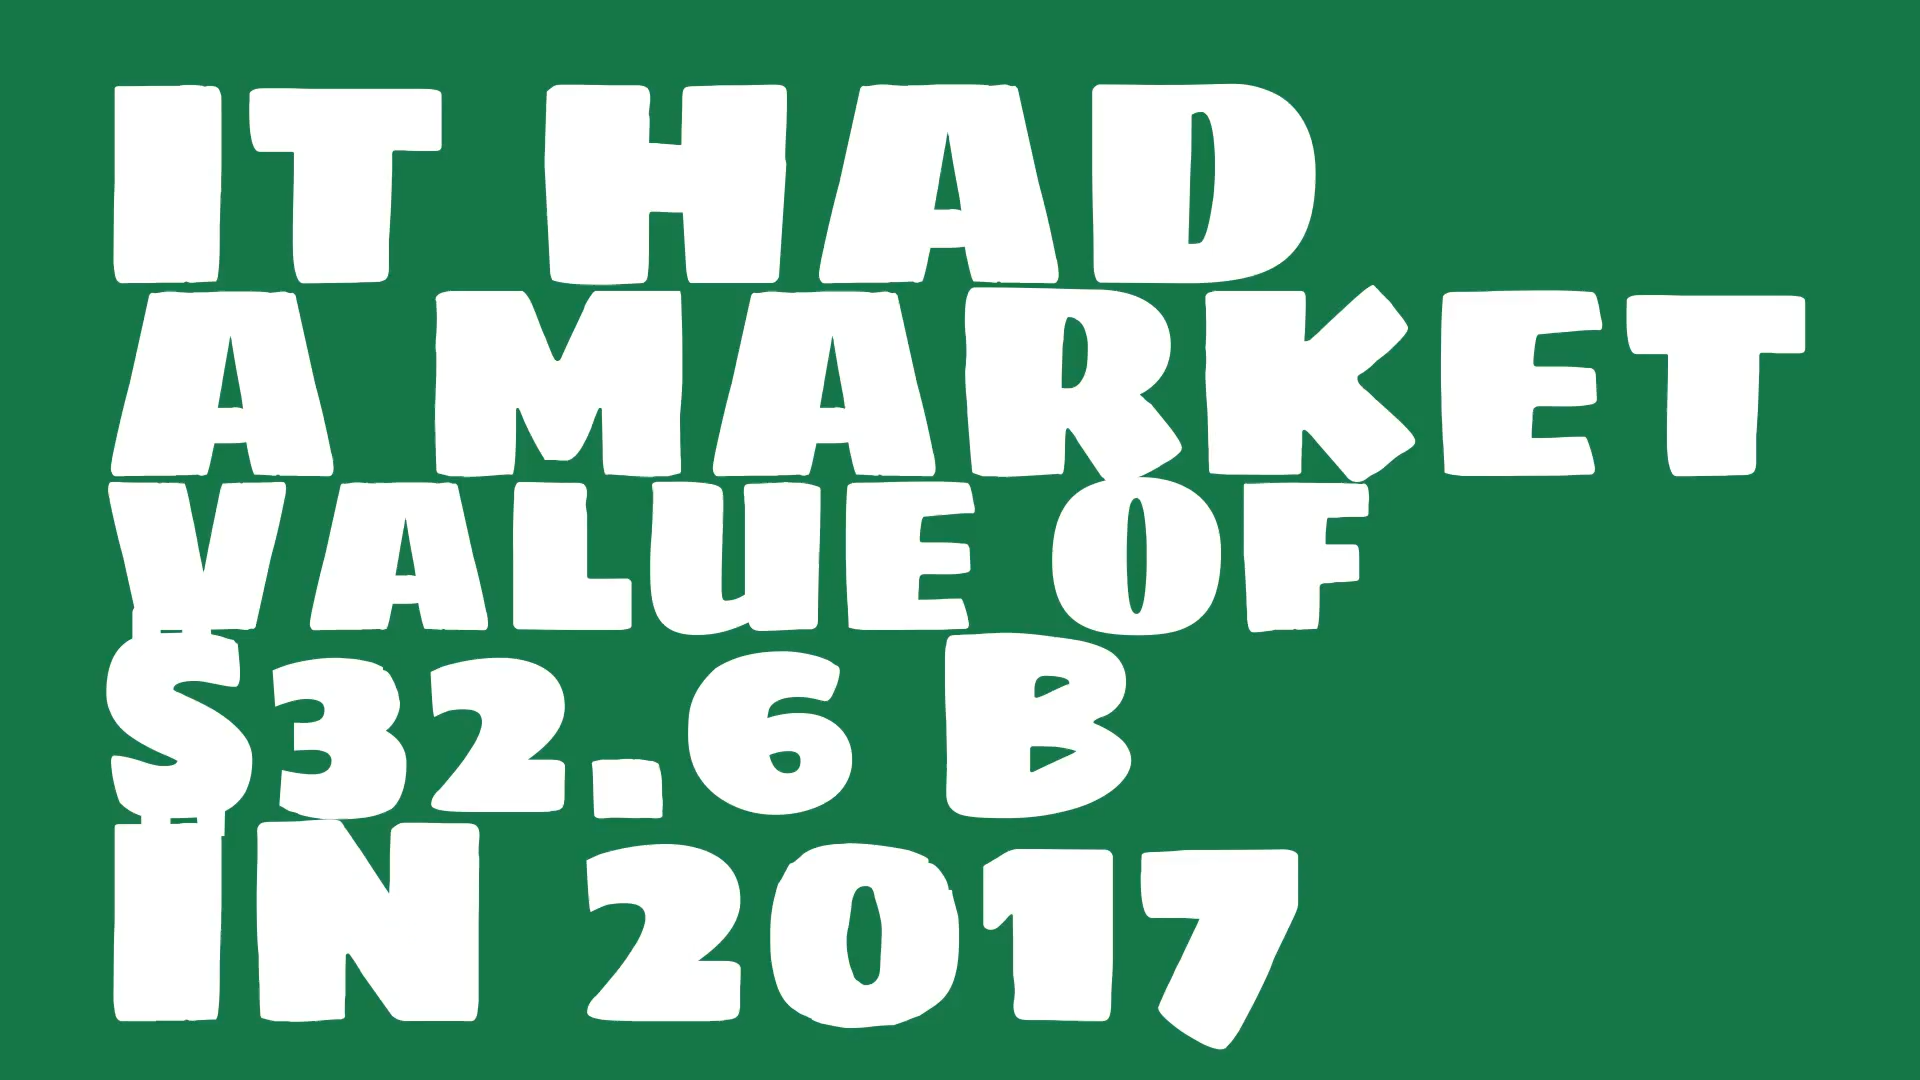 IT HAD
A MARKET
VALUE OF
$32.6 B
IN 2017